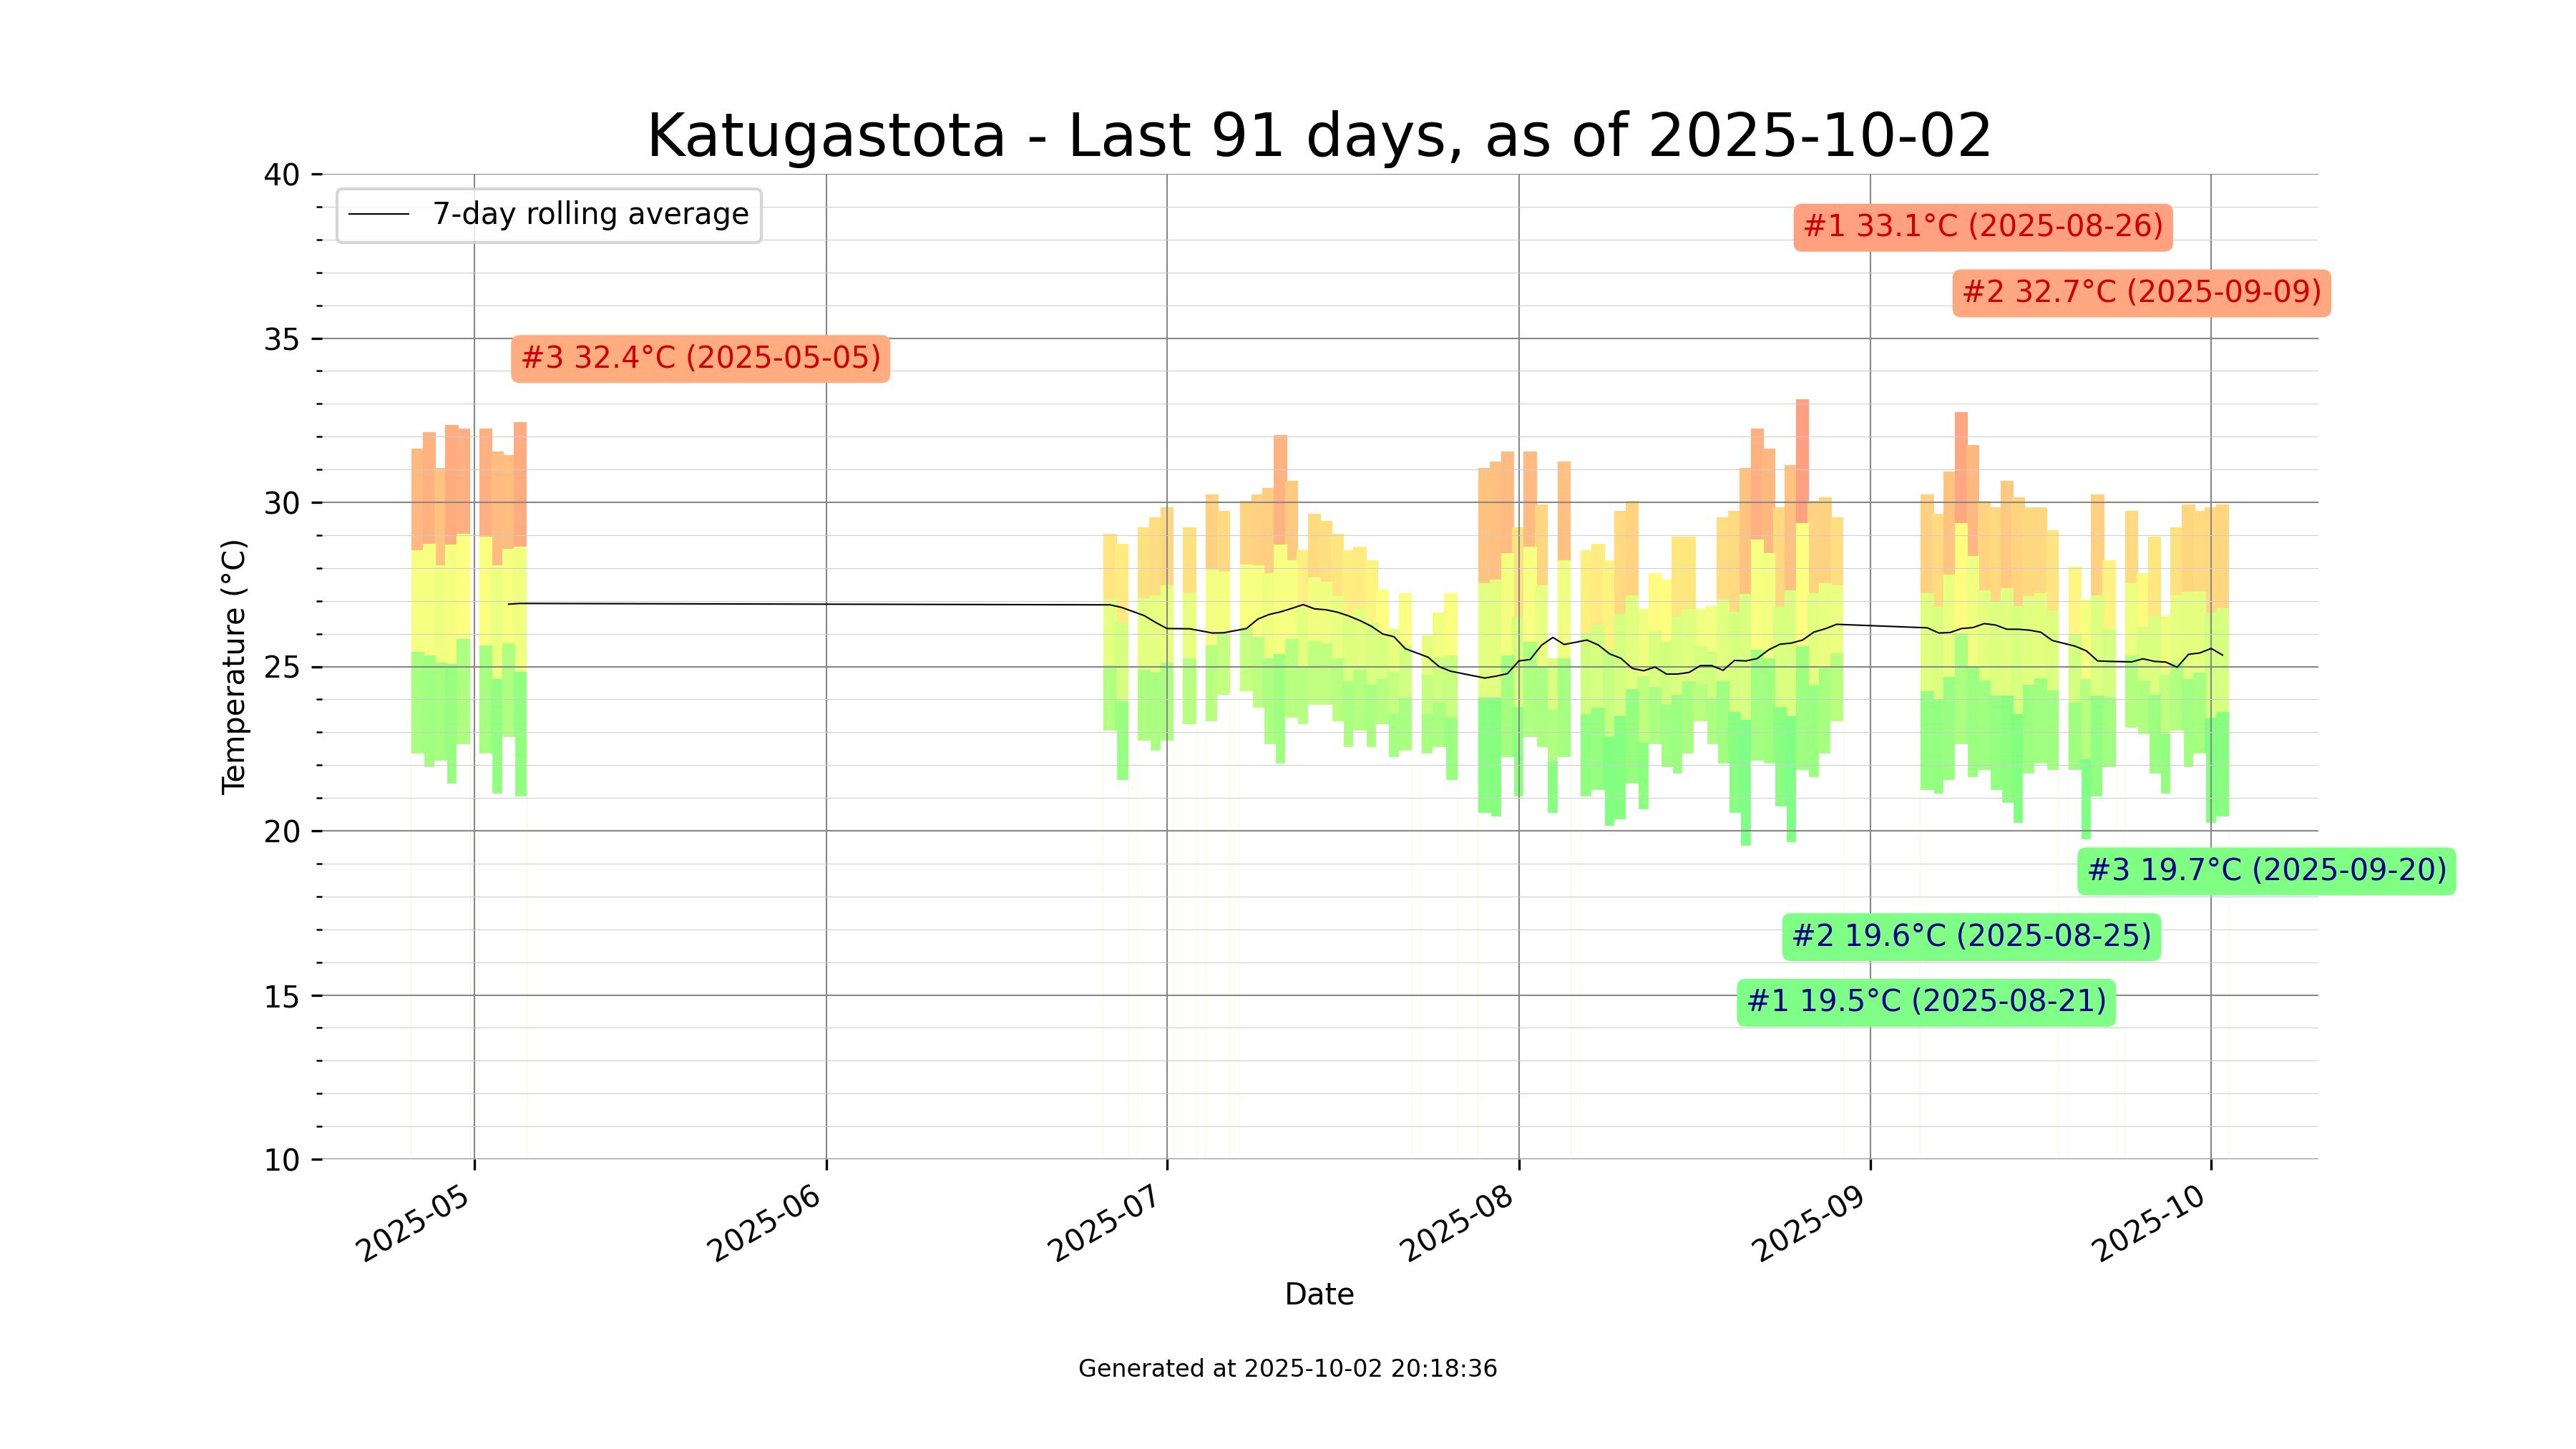 Katugastota - Last 91 days, as of 2025-10-02
40
7-day rolling average
#1 33.1°C (2025-08-26)
#2 32.7°C (2025-09-09)
35
#3 32.4°C (2025-05-05)
30
Temperature (°C)
25
20
#3 19.7°C (2025-09-20)
#2 19.6°C (2025-08-25)
15
#1 19.5°C (2025-08-21)
10
2025-05
2025-06
2025-07
2025-08
2025-09
2025-10
Date
Generated at 2025-10-02 20:18:36